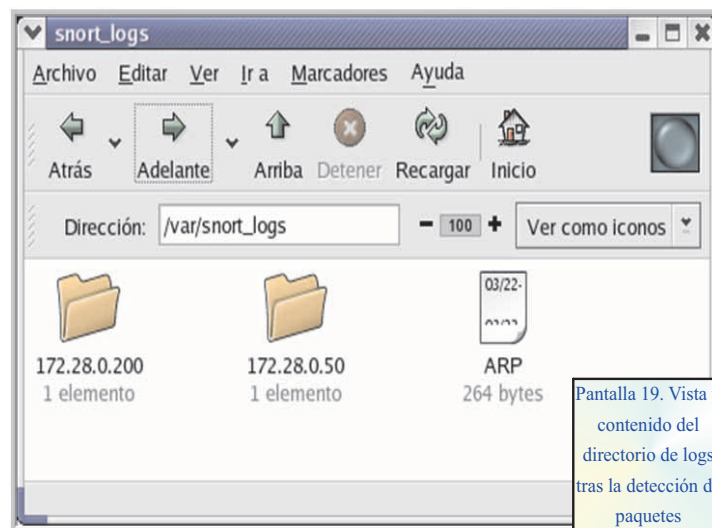 snort_logs
Archivo Editar Ver Ir a Marcadores Ayuda
Atrás Adelante Arriba Detener Recargar Inicio
Dirección: /var/snort_logs 100 Ver como iconos
03/22-
172.28.0.200 172.28.0.50 ARP
1 elemento 1 elemento 264 bytes
Pantalla 19. Vista
contenido del
directorio de logs
tras la detección d
paquetes